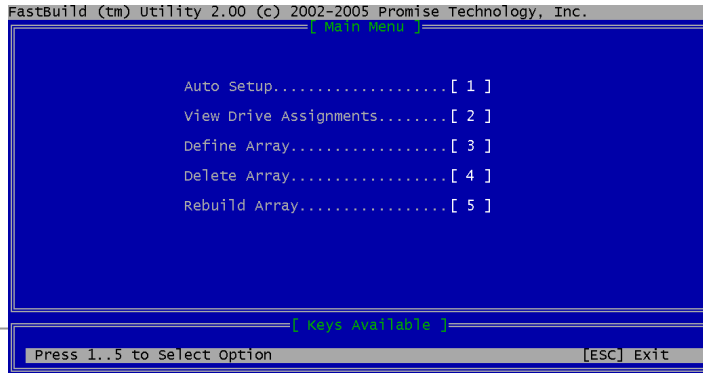 FastBuild (tm) Utility 2.00 (c) 2002-2005 Promise Technology, Inc.
[ Main Menu ]
Auto Setup....................[ 1 ]
View Drive Assignments........[ 2 ]
Define Array..................[ 3 ]
Delete Array..................[ 4 ]
Rebuild Array.................[ 5 ]
[ Keys Available ]
Press 1..5 to Select Option [ESC] Exit